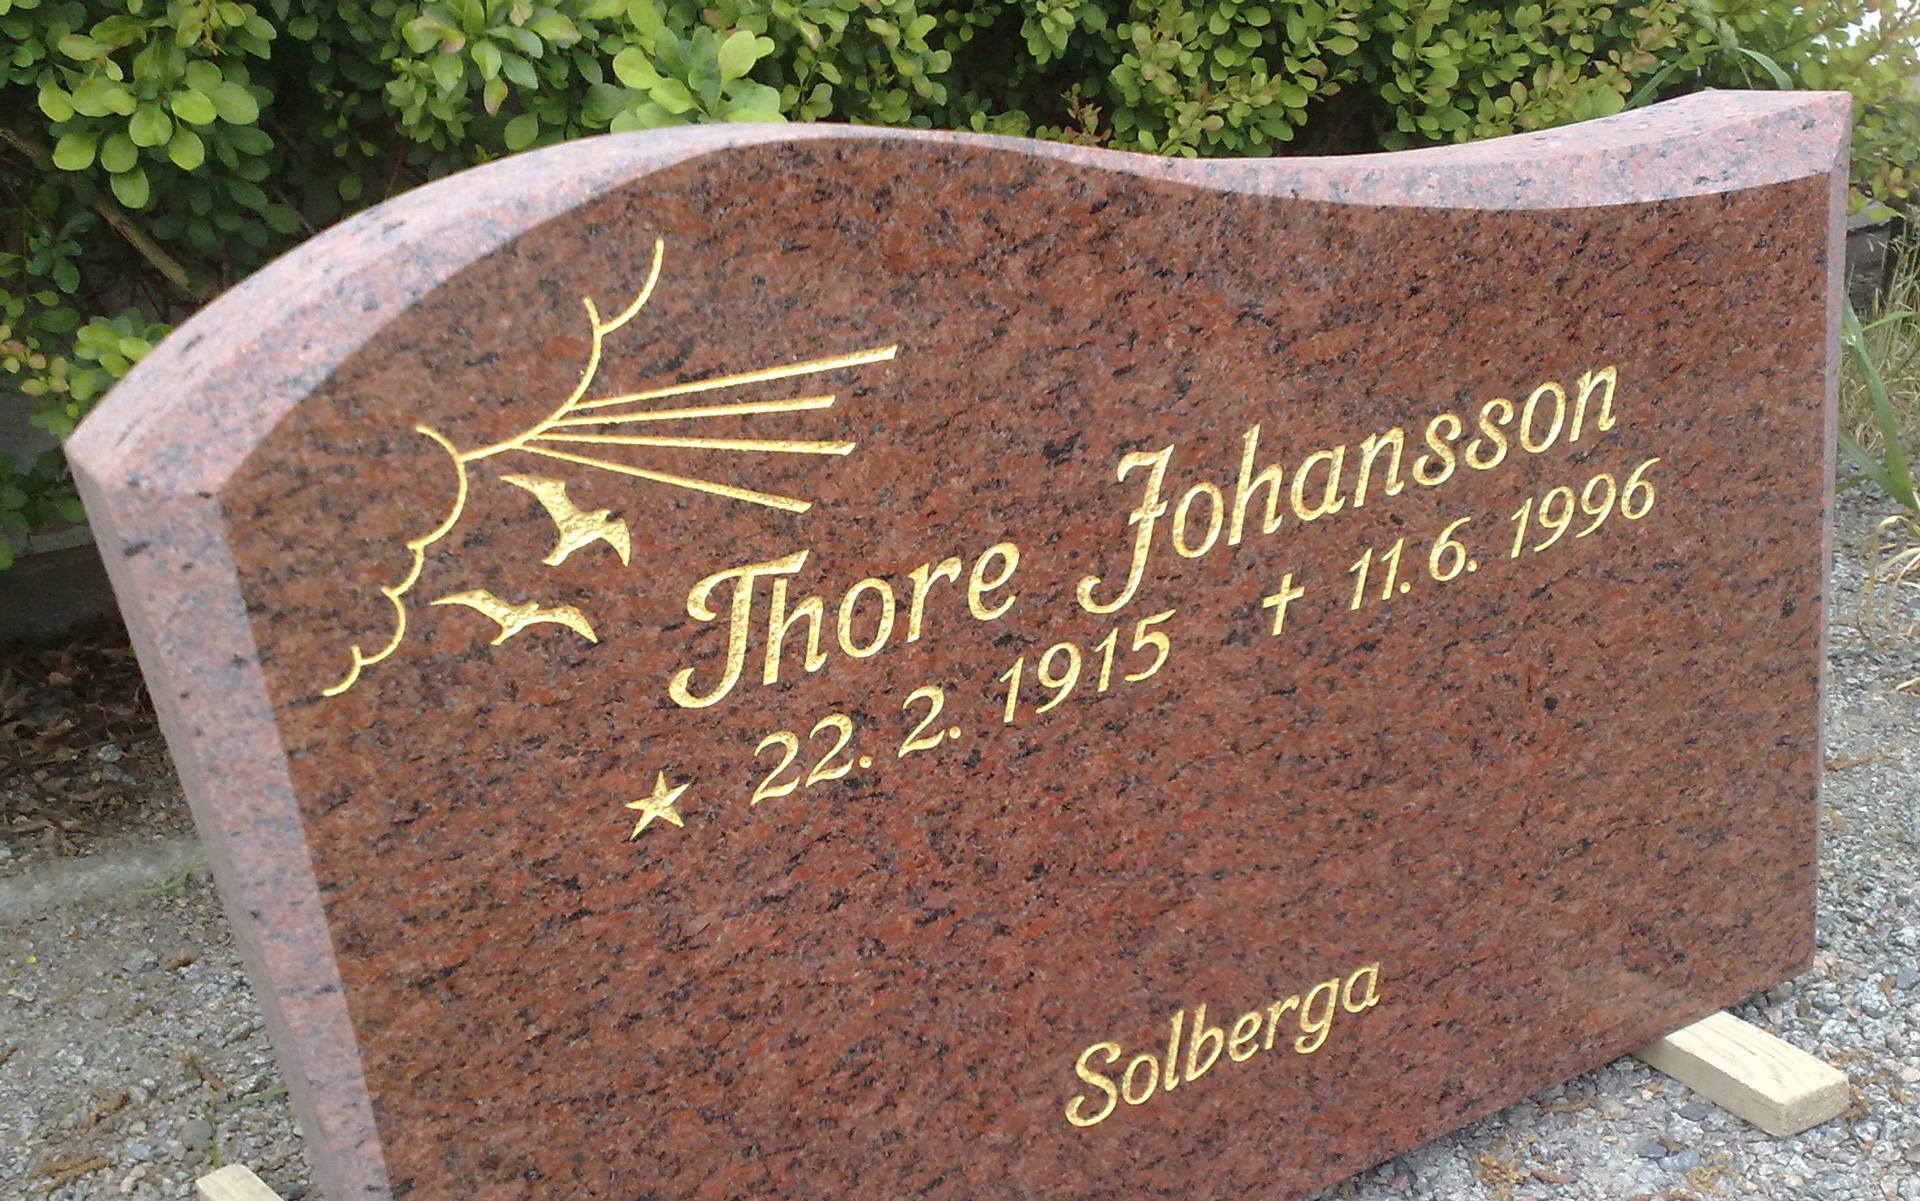 Thore Johansson
★ 22. 2. 1915 † 11. 6. 1996
Solberga